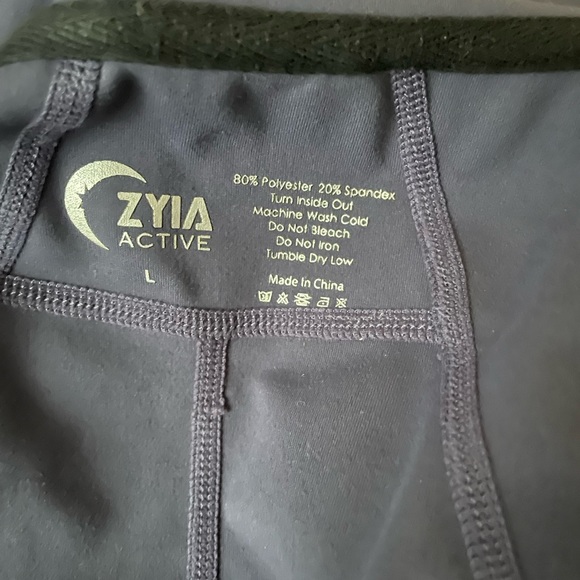 ZYIA
ACTIVE
L
80% Polyester 20% Spandex
Turn Inside Out
Machine Wash Cold
Do Not Bleach
Do Not Iron
Tumble Dry Low
Made In China